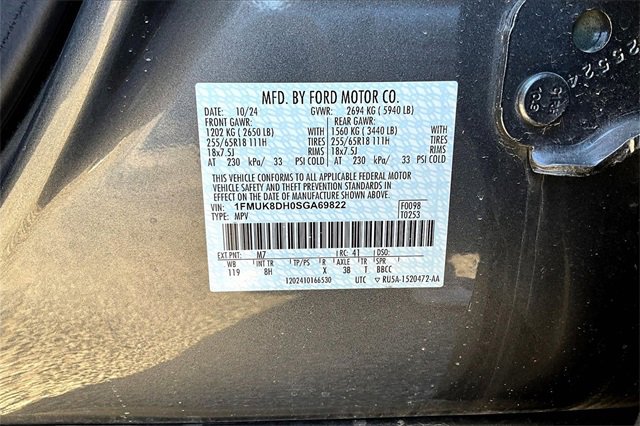 MFD. BY FORD MOTOR CO.
DATE: 10/24 GVWR: 2694 KG ( 5940 LB)
FRONT GAWR: REAR GAWR:
1202 KG ( 2650 LB) WITH 1560 KG ( 3440 LB) WITH
255/65R18 111H TIRES 255/65R18 111H TIRES
18x7.5J RIMS 18x7.5J RIMS
AT 230 kPa/ 33 PSI COLD AT 230 kPa/ 33 PSI COLD
THIS VEHICLE CONFORMS TO ALL APPLICABLE FEDERAL MOTOR
VEHICLE SAFETY AND THEFT PREVENTION STANDARDS IN
EFFECT ON THE DATE OF MANUFACTURE SHOWN ABOVE.
VIN: 1FMUK8DH0SGA69822 F0098
TYPE: MPV T0253
EXT PNT: M7 RC: 41 DSO:
WB INT TR TP/PS R AXLE TR SPR
119 8H X 38 1 BBCC
1202410166530 UTC ▽ RU5A-1520472-AA
25524